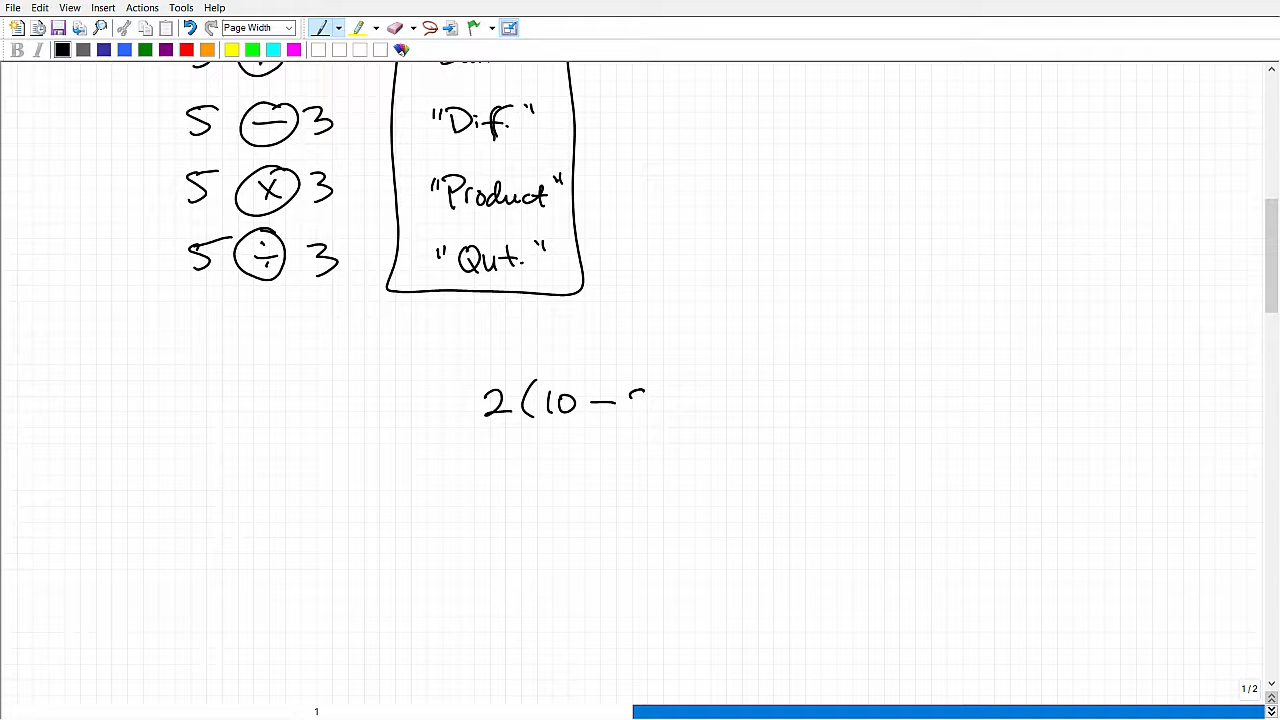 File Edit View Insert Actions Tools Help
Page Width
B I
5 - 3 "Dif."
5 x 3 "Product"
5 ÷ 3 "Qut."
2(10 -
1/2
1